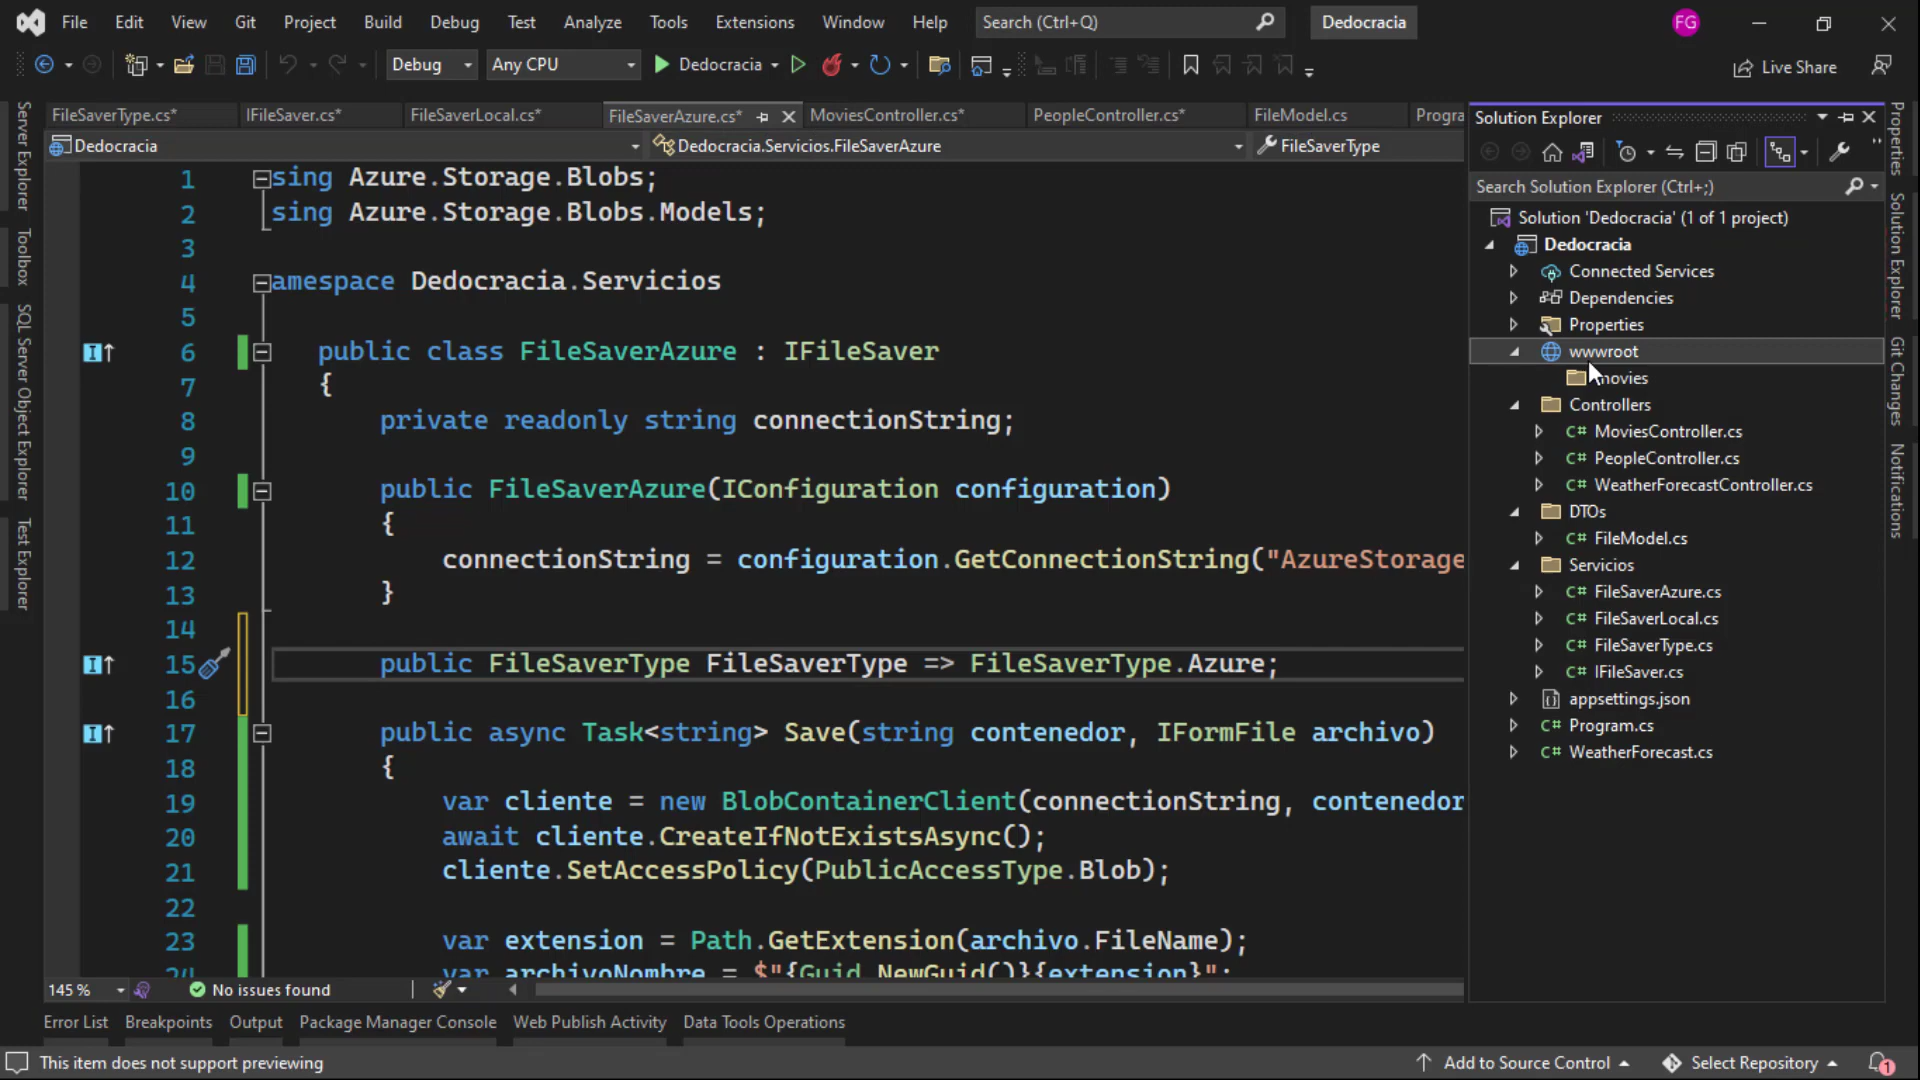 File Edit View Git Project Build Debug Test Analyze Tools Extensions Window Help Search (Ctrl+Q) Dedocracia FG
Debug Any CPU Dedocracia Live Share
FileSaverType.cs* IFileSaver.cs* FileSaverLocal.cs* FileSaverAzure.cs* MoviesController.cs* PeopleController.cs* FileModel.cs Progra
Dedocracia Dedocracia.Servicios.FileSaverAzure FileSaverType
Server Explorer
Toolbox
SQL Server Object Explorer
Test Explorer
1 sing Azure.Storage.Blobs;
2 sing Azure.Storage.Blobs.Models;
3
4 amespace Dedocracia.Servicios
5
6 public class FileSaverAzure : IFileSaver
7 {
8 private readonly string connectionString;
9
10 public FileSaverAzure(IConfiguration configuration)
11 {
12 connectionString = configuration.GetConnectionString("AzureStorage
13 }
14
15 public FileSaverType FileSaverType => FileSaverType.Azure;
16
17 public async Task<string> Save(string contenedor, IFormFile archivo)
18 {
19 var cliente = new BlobContainerClient(connectionString, contenedor
20 await cliente.CreateIfNotExistsAsync();
21 cliente.SetAccessPolicy(PublicAccessType.Blob);
22
23 var extension = Path.GetExtension(archivo.FileName);
24 var archivoNombre = $"{Guid.NewGuid()}{extension}";
145 % No issues found
Solution Explorer
Search Solution Explorer (Ctrl+;)
Solution 'Dedocracia' (1 of 1 project)
Dedocracia
Connected Services
Dependencies
Properties
wwwroot
movies
Controllers
C# MoviesController.cs
C# PeopleController.cs
C# WeatherForecastController.cs
DTOs
C# FileModel.cs
Servicios
C# FileSaverAzure.cs
C# FileSaverLocal.cs
C# FileSaverType.cs
C# IFileSaver.cs
appsettings.json
C# Program.cs
C# WeatherForecast.cs
Properties
Solution Explorer
Git Changes
Notifications
Error List Breakpoints Output Package Manager Console Web Publish Activity Data Tools Operations
This item does not support previewing Add to Source Control Select Repository 1